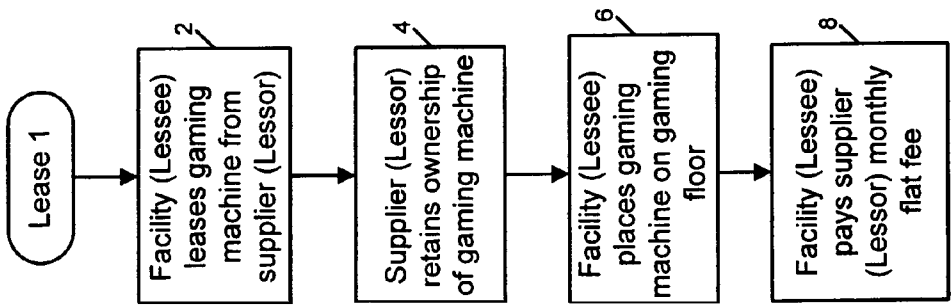 Lease 1
2
Facility (Lessee)
leases gaming
machine from
supplier (Lessor)
4
Supplier (Lessor)
retains ownership
of gaming machine
6
Facility (Lessee)
places gaming
machine on gaming
floor
8
Facility (Lessee)
pays supplier
(Lessor) monthly
flat fee